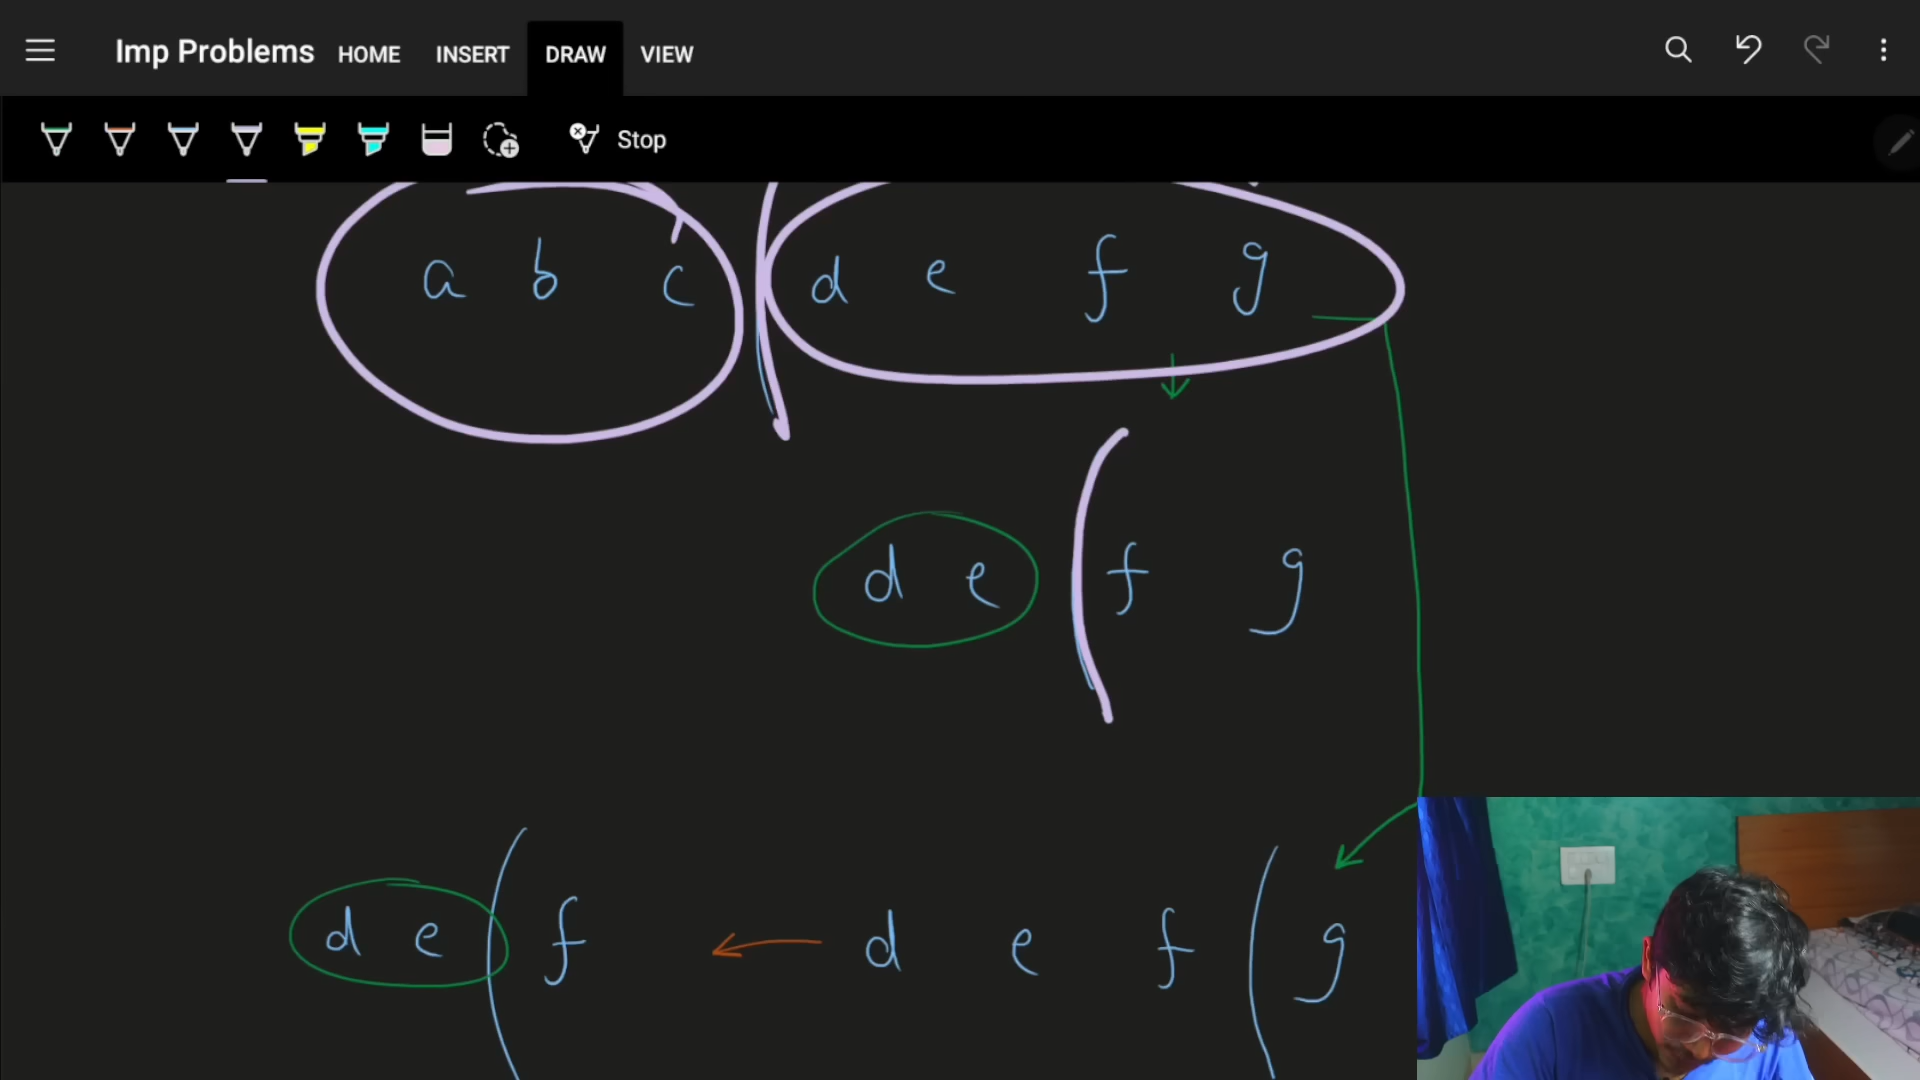 Imp Problems HOME INSERT DRAW VIEW
Stop
a b c d e f g
d e f g
d e f d e f g